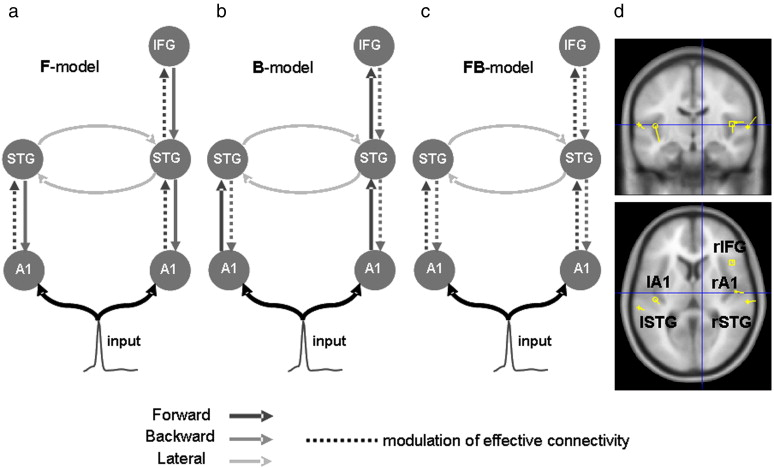 a
IFG
F-model
STG
STG
A1
A1
input
b
IFG
B-model
STG
STG
A1
A1
input
c
IFG
FB-model
STG
STG
A1
A1
input
d
rIFG
lA1
rA1
lSTG
rSTG
Forward
Backward
Lateral
modulation of effective connectivity